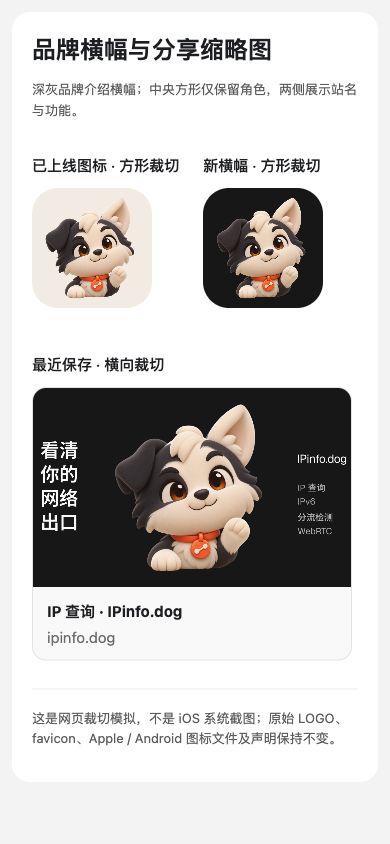 品牌横幅与分享缩略图
深灰品牌介绍横幅；中央方形仅保留角色，两侧展示站名
与功能。
已上线图标 · 方形裁切
新横幅 · 方形裁切
最近保存 · 横向裁切
看清
你的
网络
出口
IPinfo.dog
IP 查询
IPv6
分流检测
WebRTC
IP 查询 · IPinfo.dog
ipinfo.dog
这是网页裁切模拟，不是 iOS 系统截图；原始 LOGO、
favicon、Apple / Android 图标文件及声明保持不变。